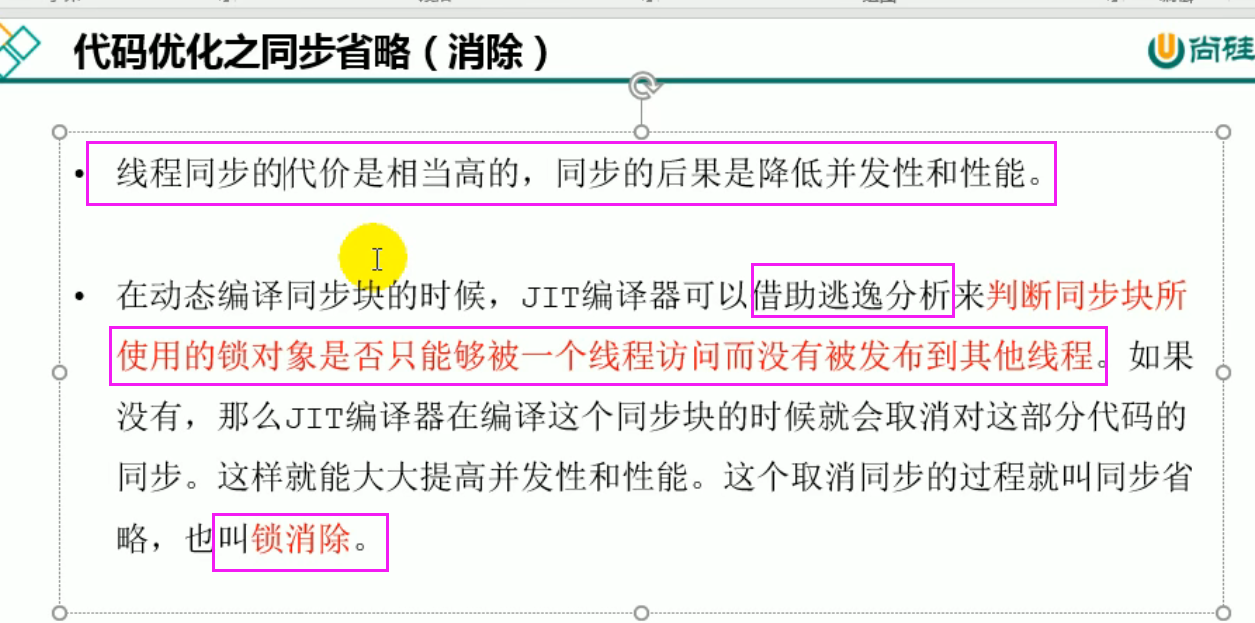 代码优化之同步省略（消除）
尚硅
• 线程同步的代价是相当高的，同步的后果是降低并发性和性能。
• 在动态编译同步块的时候，JIT编译器可以借助逃逸分析来判断同步块所
使用的锁对象是否只能够被一个线程访问而没有被发布到其他线程。如果
没有，那么JIT编译器在编译这个同步块的时候就会取消对这部分代码的
同步。这样就能大大提高并发性和性能。这个取消同步的过程就叫同步省
略，也叫锁消除。